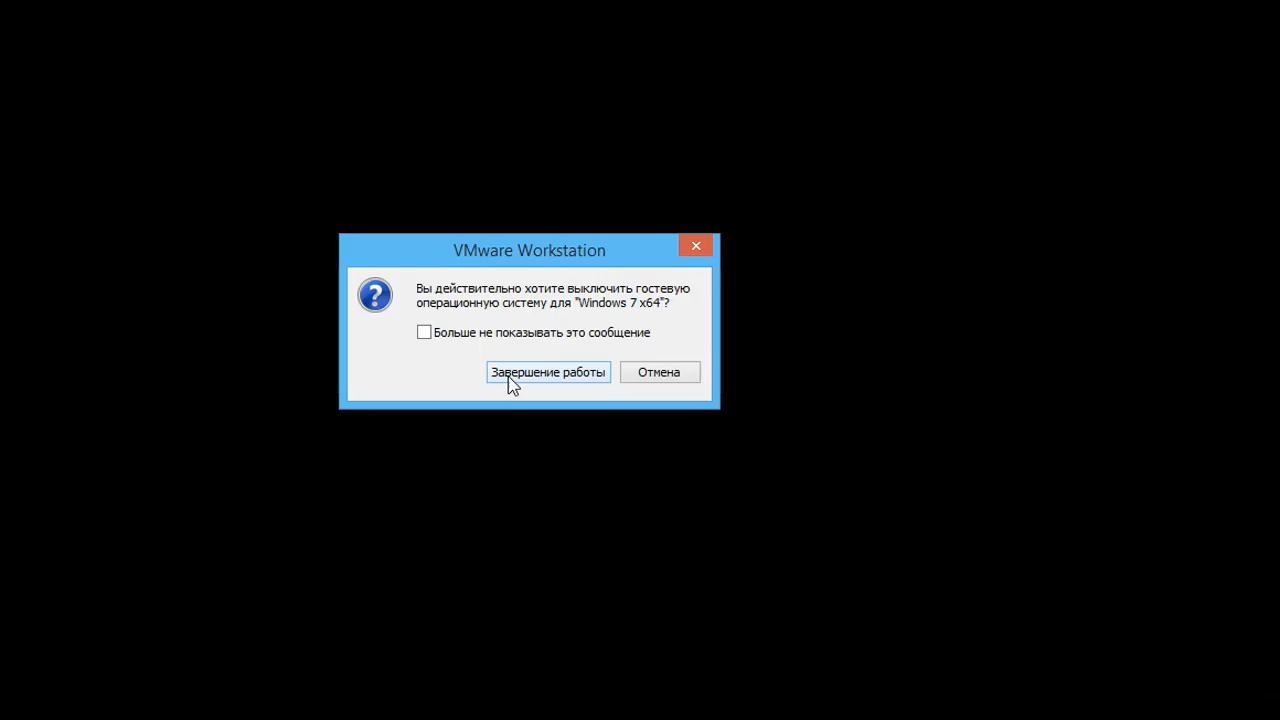 VMware Workstation
Вы действительно хотите выключить гостевую
операционную систему для "Windows 7 x64"?
Больше не показывать это сообщение
Завершение работы
Отмена